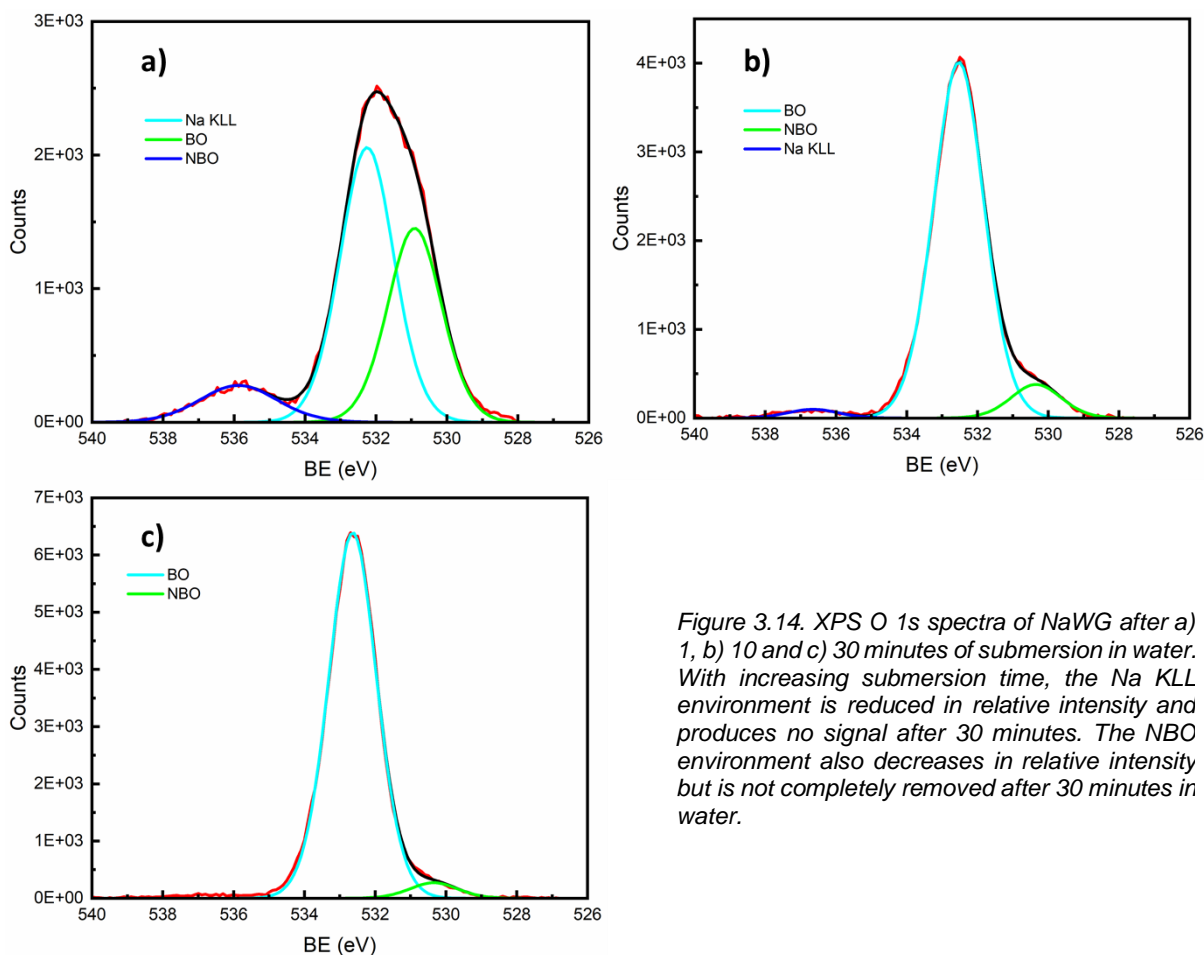 a)
Na KLL
BO
NBO
Counts
3E+03
2E+03
1E+03
0E+00
540 538 536 534 532 530 528 526
BE (eV)
b)
BO
NBO
Na KLL
Counts
4E+03
3E+03
2E+03
1E+03
0E+00
540 538 536 534 532 530 528 526
BE (eV)
c)
BO
NBO
Counts
7E+03
6E+03
5E+03
4E+03
3E+03
2E+03
1E+03
0E+00
540 538 536 534 532 530 528 526
BE (eV)
Figure 3.14. XPS O 1s spectra of NaWG after a)
1, b) 10 and c) 30 minutes of submersion in water.
With increasing submersion time, the Na KLL
environment is reduced in relative intensity and
produces no signal after 30 minutes. The NBO
environment also decreases in relative intensity
but is not completely removed after 30 minutes in
water.